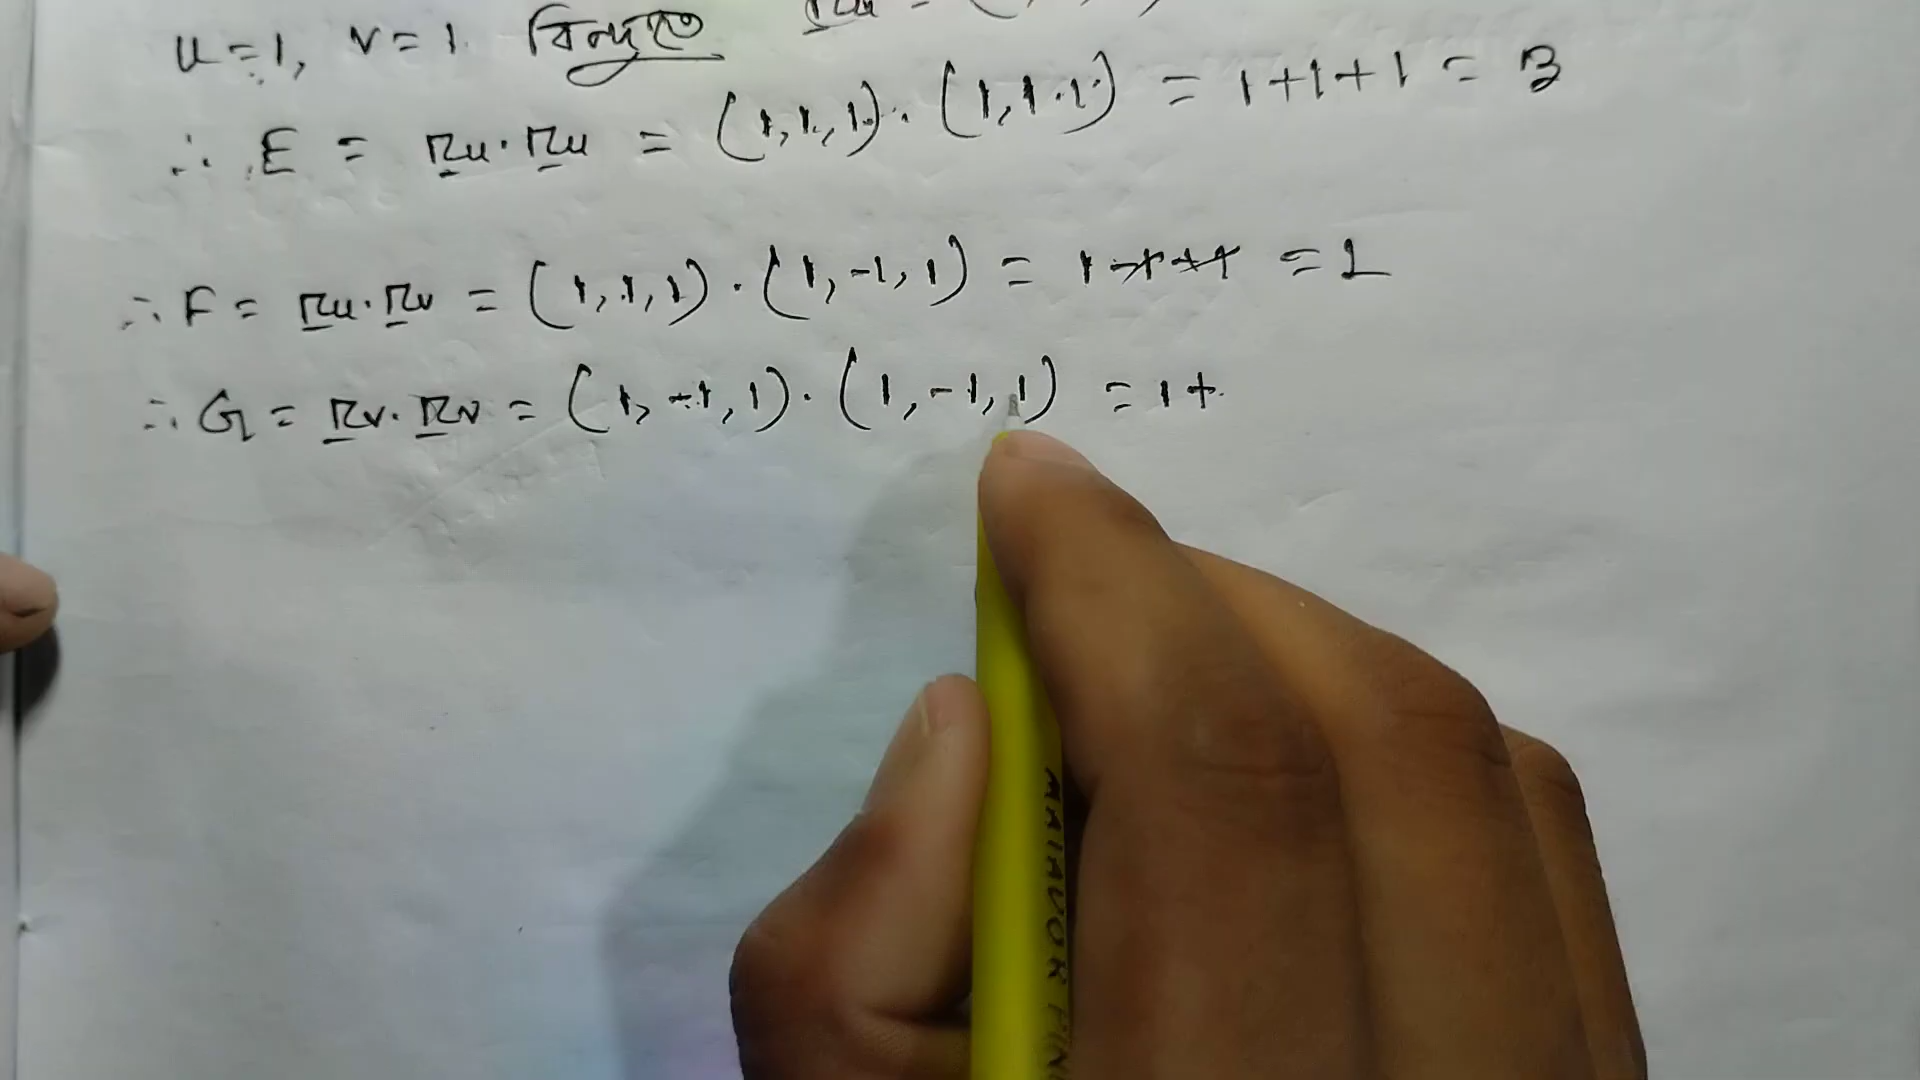 u = 1, v = 1. বিন্দুতে
∴ E = ru · ru = (1, 1, 1) · (1, 1 · 1) = 1 + 1 + 1 = 3
∴ F = ru · rv = (1, 1, 1) · (1, -1, 1) = 1 - 1 + 1 = 1
∴ G = rv · rv = (1, -1, 1) · (1, -1, 1) = 1 +